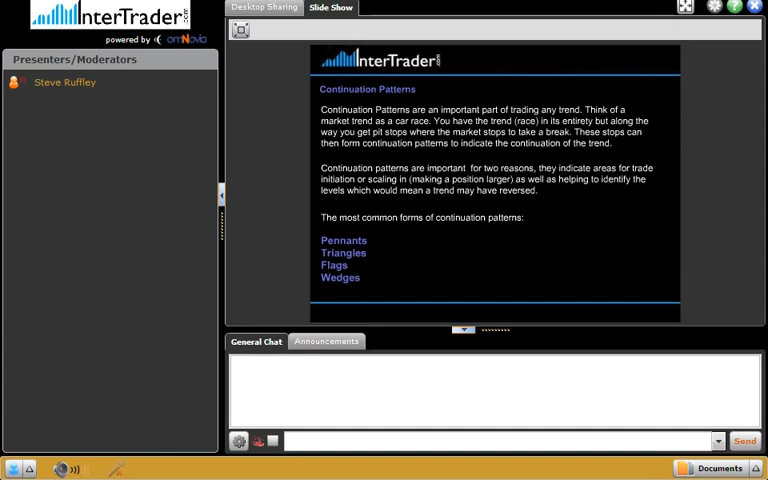 InterTrader.com
powered by omNovia
Presenters/Moderators
Steve Ruffley
Desktop Sharing
Slide Show
InterTrader.com
Continuation Patterns
Continuation Patterns are an important part of trading any trend. Think of a
market trend as a car race. You have the trend (race) in its entirety but along the
way you get pit stops where the market stops to take a break. These stops can
then form continuation patterns to indicate the continuation of the trend.
Continuation patterns are important for two reasons, they indicate areas for trade
initiation or scaling in (making a position larger) as well as helping to identify the
levels which would mean a trend may have reversed.
The most common forms of continuation patterns:
Pennants
Triangles
Flags
Wedges
General Chat
Announcements
Send
Documents